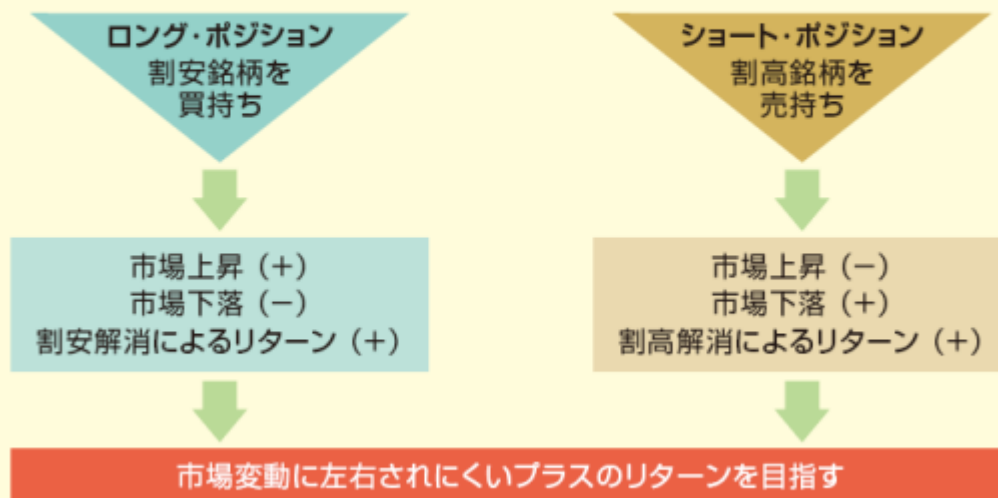 ロング・ポジション
割安銘柄を
買持ち
ショート・ポジション
割高銘柄を
売持ち
市場上昇（+）
市場下落（−）
割安解消によるリターン（+）
市場上昇（−）
市場下落（+）
割高解消によるリターン（+）
市場変動に左右されにくいプラスのリターンを目指す